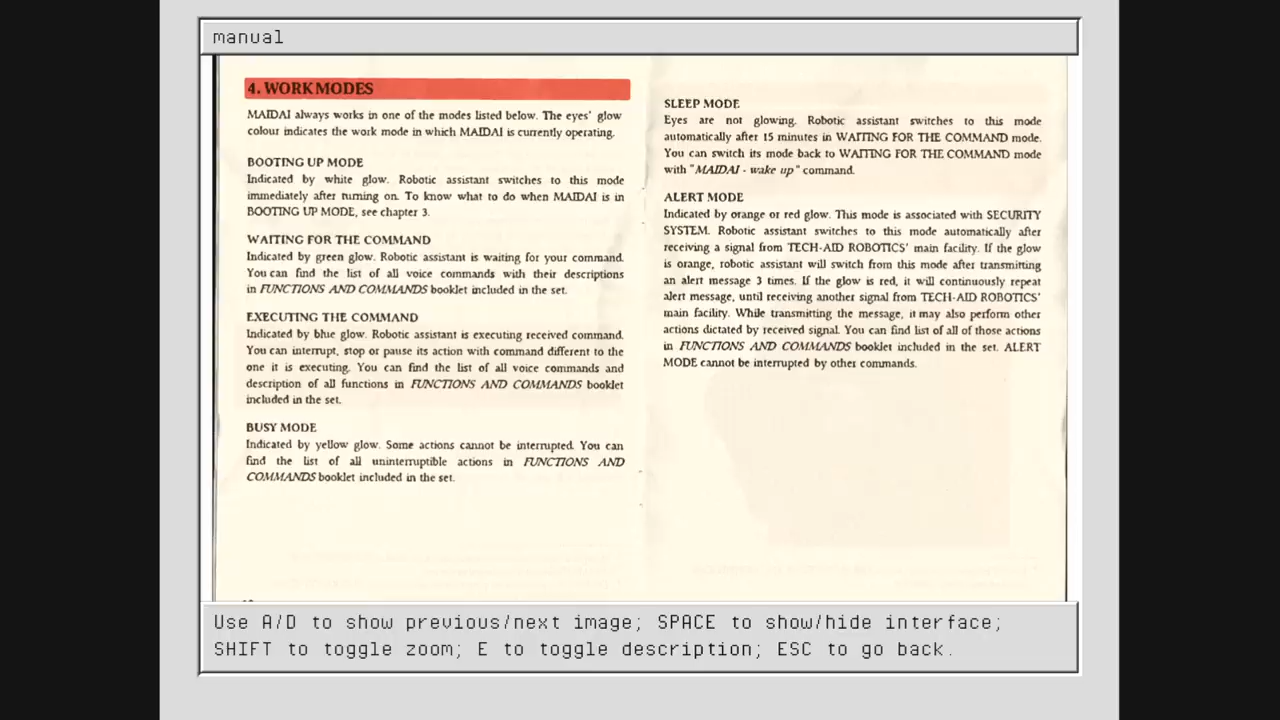 manual
4. WORK MODES
MAIDAI always works in one of the modes listed below. The eyes' glow
colour indicates the work mode in which MAIDAI is currently operating.
BOOTING UP MODE
Indicated by white glow. Robotic assistant switches to this mode
immediately after turning on. To know what to do when MAIDAI is in
BOOTING UP MODE, see chapter 3.
WAITING FOR THE COMMAND
Indicated by green glow. Robotic assistant is waiting for your command.
You can find the list of all voice commands with their descriptions
in FUNCTIONS AND COMMANDS booklet included in the set.
EXECUTING THE COMMAND
Indicated by blue glow. Robotic assistant is executing received command.
You can interrupt, stop or pause its action with command different to the
one it is executing. You can find the list of all voice commands and
description of all functions in FUNCTIONS AND COMMANDS booklet
included in the set.
BUSY MODE
Indicated by yellow glow. Some actions cannot be interrupted. You can
find the list of all uninterruptible actions in FUNCTIONS AND
COMMANDS booklet included in the set.
SLEEP MODE
Eyes are not glowing. Robotic assistant switches to this mode
automatically after 15 minutes in WAITING FOR THE COMMAND mode.
You can switch its mode back to WAITING FOR THE COMMAND mode
with "MAIDAI - wake up" command.
ALERT MODE
Indicated by orange or red glow. This mode is associated with SECURITY
SYSTEM. Robotic assistant switches to this mode automatically after
receiving a signal from TECH-AID ROBOTICS' main facility. If the glow
is orange, robotic assistant will switch from this mode after transmitting
an alert message 3 times. If the glow is red, it will continuously repeat
alert message, until receiving another signal from TECH-AID ROBOTICS'
main facility. While transmitting the message, it may also perform other
actions dictated by received signal. You can find list of all of those actions
in FUNCTIONS AND COMMANDS booklet included in the set. ALERT
MODE cannot be interrupted by other commands.
Use A/D to show previous/next image; SPACE to show/hide interface;
SHIFT to toggle zoom; E to toggle description; ESC to go back.